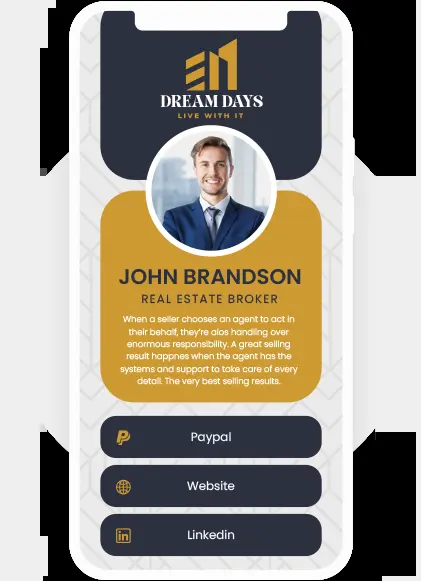 DREAM DAYS
LIVE WITH IT
JOHN BRANDSON
REAL ESTATE BROKER
When a seller chooses an agent to act in
their behalf, they're alos handling over
enormous responsibility. A great selling
result happnes when the agent has the
systems and support to take care of every
detail. The very best selling results.
Paypal
Website
Linkedin